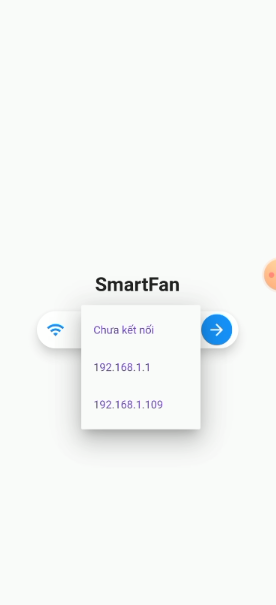 SmartFan
Chưa kết nối
192.168.1.1
192.168.1.109